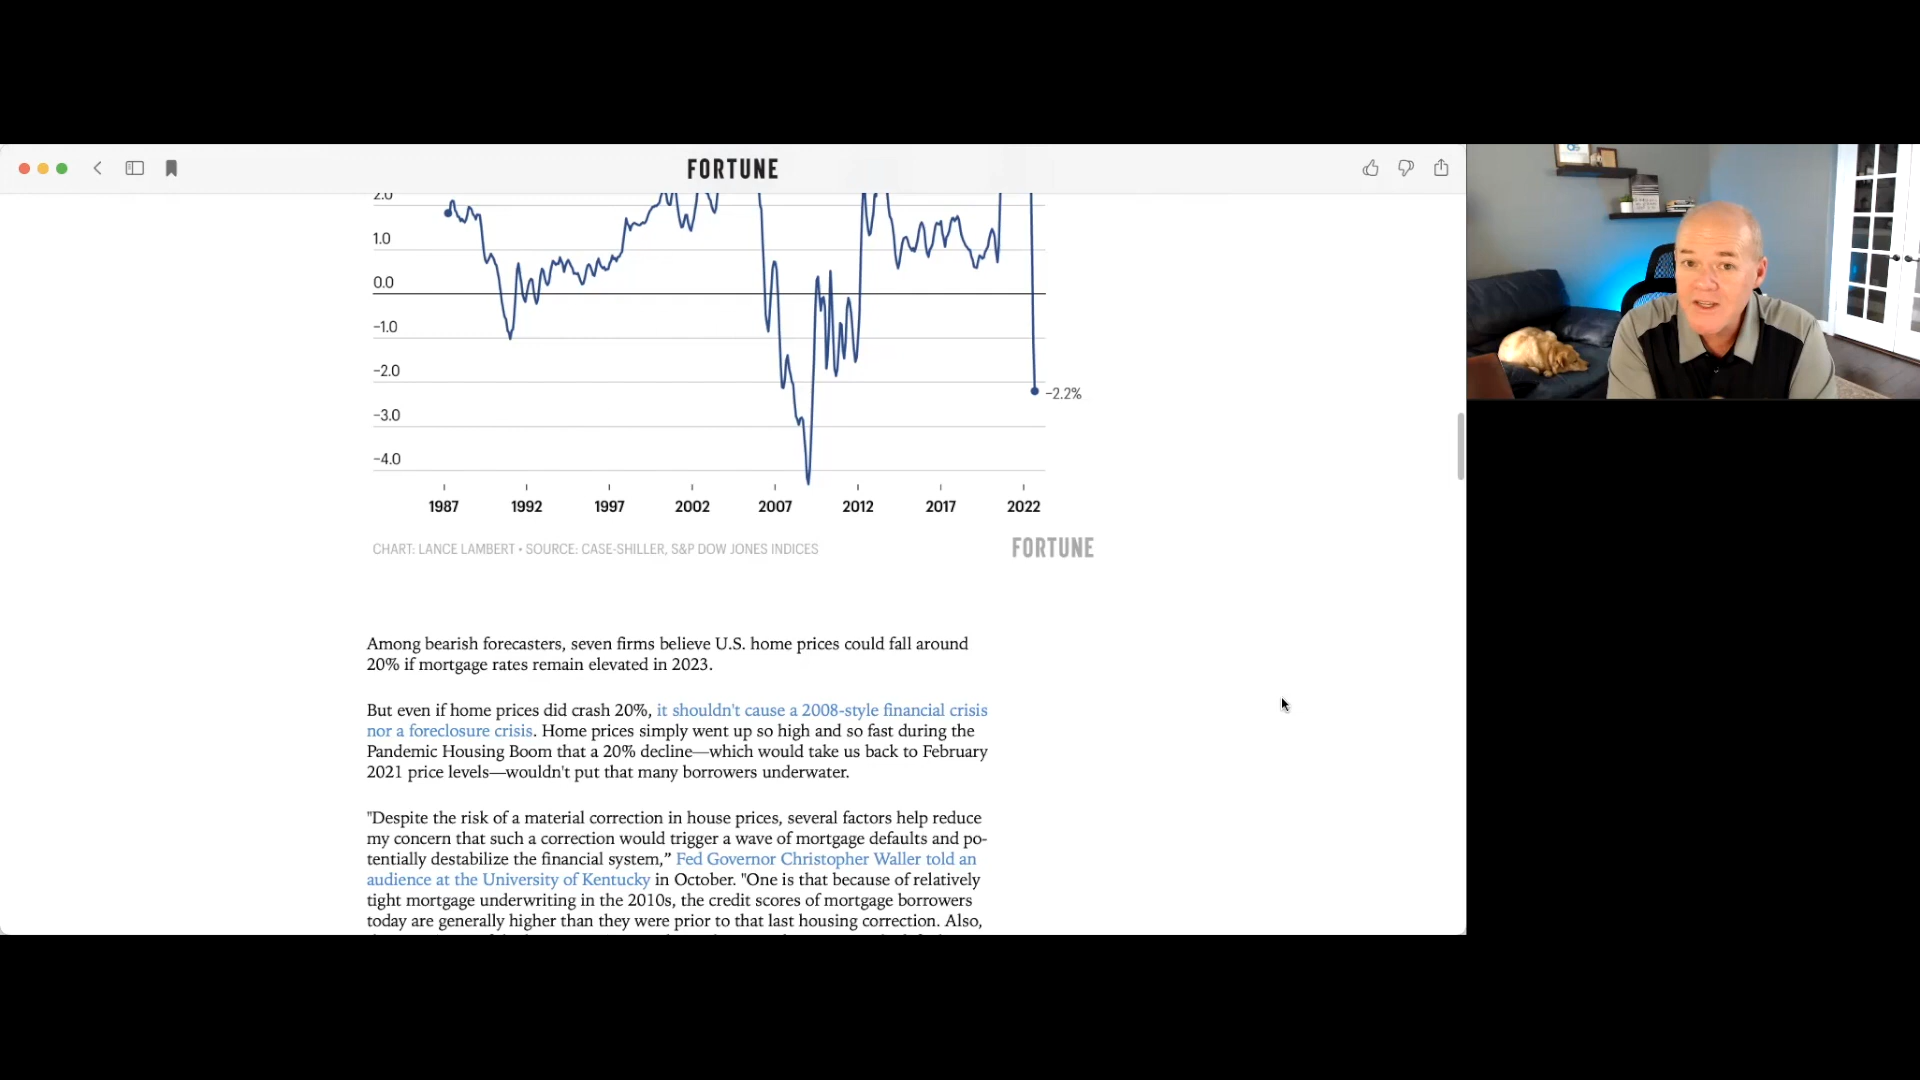 FORTUNE
2.0
1.0
0.0
−1.0
−2.0
−2.2%
−3.0
−4.0
1987 1992 1997 2002 2007 2012 2017 2022
CHART: LANCE LAMBERT • SOURCE: CASE-SHILLER, S&P DOW JONES INDICES
FORTUNE
Among bearish forecasters, seven firms believe U.S. home prices could fall around
20% if mortgage rates remain elevated in 2023.
But even if home prices did crash 20%, it shouldn't cause a 2008-style financial crisis
nor a foreclosure crisis. Home prices simply went up so high and so fast during the
Pandemic Housing Boom that a 20% decline—which would take us back to February
2021 price levels—wouldn't put that many borrowers underwater.
"Despite the risk of a material correction in house prices, several factors help reduce
my concern that such a correction would trigger a wave of mortgage defaults and po-
tentially destabilize the financial system,” Fed Governor Christopher Waller told an
audience at the University of Kentucky in October. "One is that because of relatively
tight mortgage underwriting in the 2010s, the credit scores of mortgage borrowers
today are generally higher than they were prior to that last housing correction. Also,